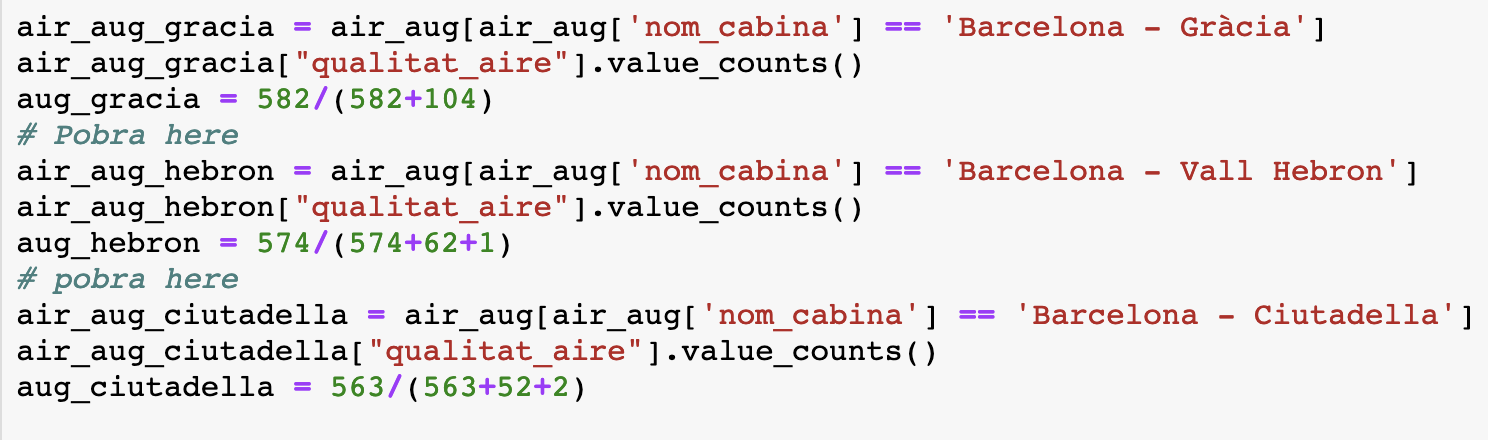 air_aug_gracia = air_aug[air_aug['nom_cabina'] == 'Barcelona - Gràcia']
air_aug_gracia["qualitat_aire"].value_counts()
aug_gracia = 582/(582+104)
# Pobra here
air_aug_hebron = air_aug[air_aug['nom_cabina'] == 'Barcelona - Vall Hebron']
air_aug_hebron["qualitat_aire"].value_counts()
aug_hebron = 574/(574+62+1)
# pobra here
air_aug_ciutadella = air_aug[air_aug['nom_cabina'] == 'Barcelona - Ciutadella']
air_aug_ciutadella["qualitat_aire"].value_counts()
aug_ciutadella = 563/(563+52+2)